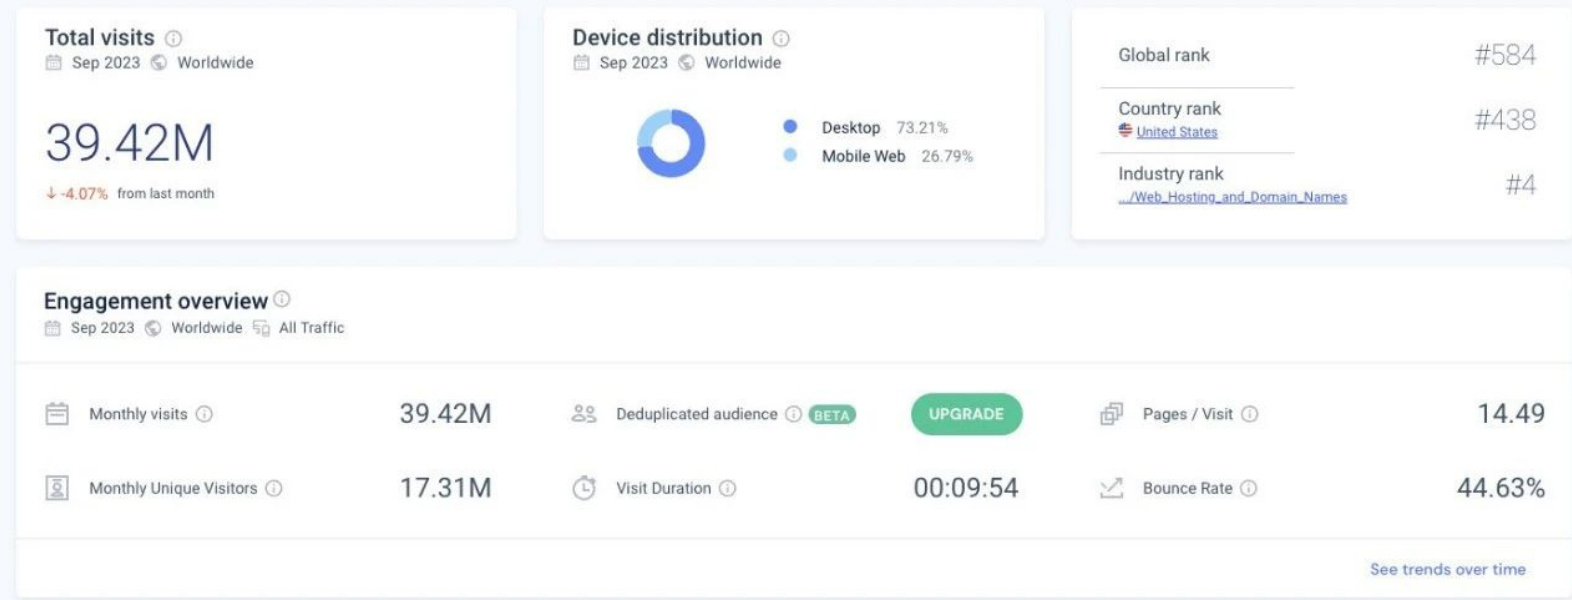 Total visits
Sep 2023 Worldwide
39.42M
↓ -4.07% from last month
Device distribution
Sep 2023 Worldwide
Desktop 73.21%
Mobile Web 26.79%
Global rank #584
Country rank #438
United States
Industry rank #4
.../Web_Hosting_and_Domain_Names
Engagement overview
Sep 2023 Worldwide All Traffic
Monthly visits 39.42M
Deduplicated audience BETA UPGRADE
Pages / Visit 14.49
Monthly Unique Visitors 17.31M
Visit Duration 00:09:54
Bounce Rate 44.63%
See trends over time